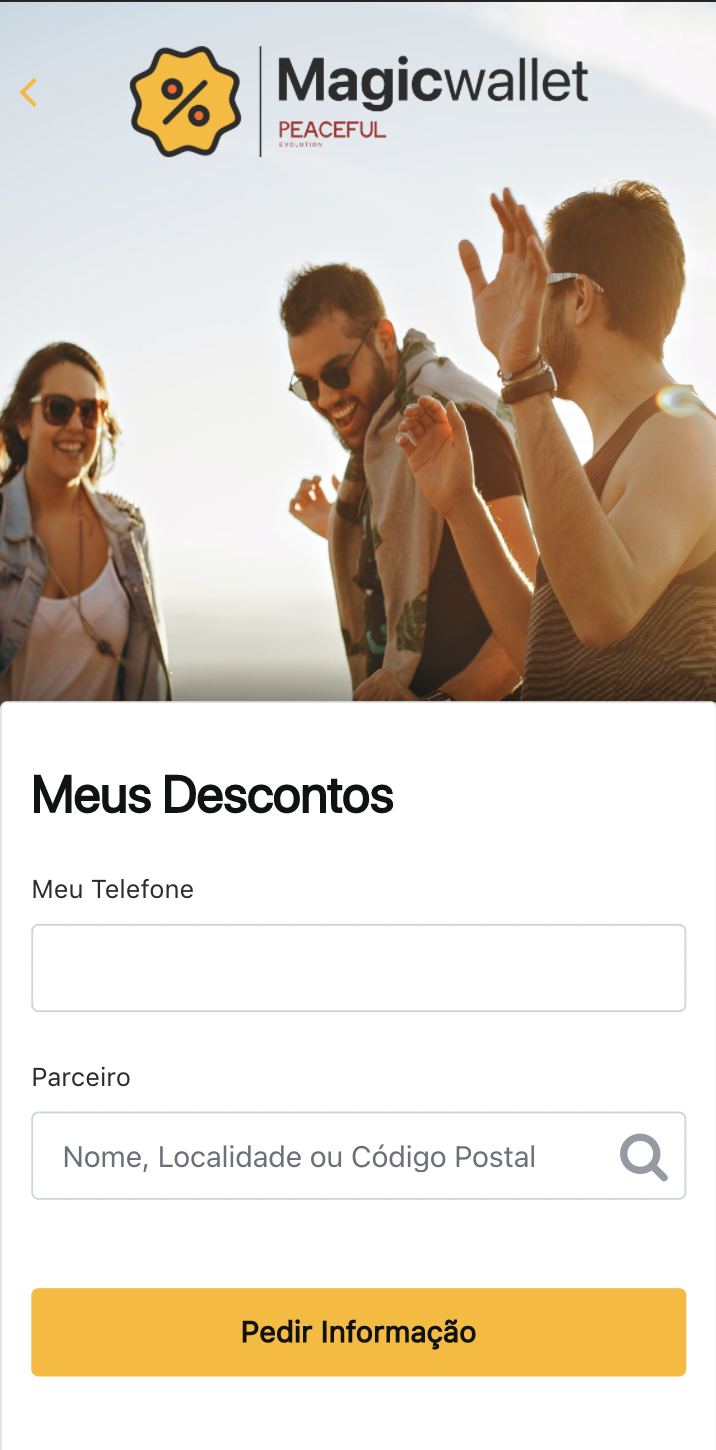 Magicwallet
PEACEFUL
EVOLUTION
Meus Descontos
Meu Telefone
Parceiro
Nome, Localidade ou Código Postal
Pedir Informação